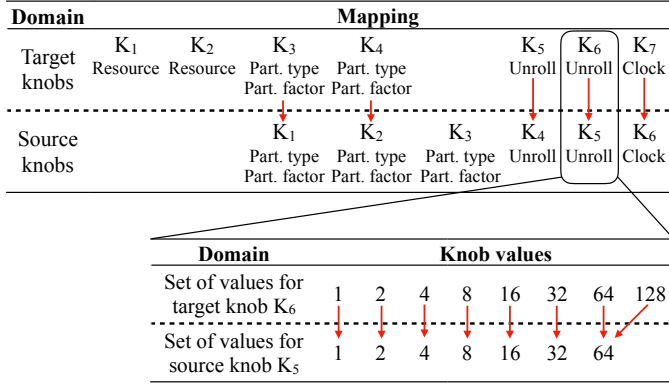 Domain Mapping
Target knobs K₁ Resource K₂ Resource K₃ Part. type Part. factor K₄ Part. type Part. factor K₅ Unroll K₆ Unroll K₇ Clock
Source knobs K₁ Part. type Part. factor K₂ Part. type Part. factor K₃ Part. type Part. factor K₄ Unroll K₅ Unroll K₆ Clock
Domain Knob values
Set of values for target knob K₆ 1 2 4 8 16 32 64 128
Set of values for source knob K₅ 1 2 4 8 16 32 64